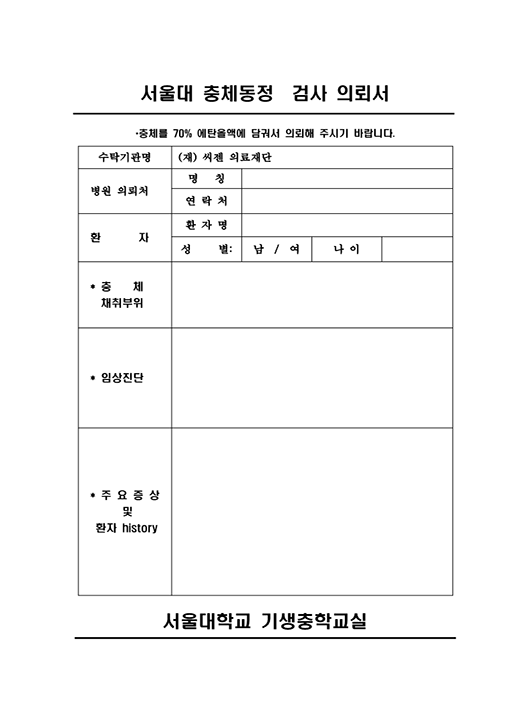 서울대 충체동정 검사 의뢰서
*충체를 70% 에탄올액에 담궈서 의뢰해 주시기 바랍니다.
수탁기관명 (재) 씨젠 의료재단
병원 의뢰처 명 칭
연 락 처
환 자 환 자 명
성 별: 남 / 여 나 이
* 충 체
채취부위
* 임상진단
* 주 요 증 상
및
환자 history
서울대학교 기생충학교실